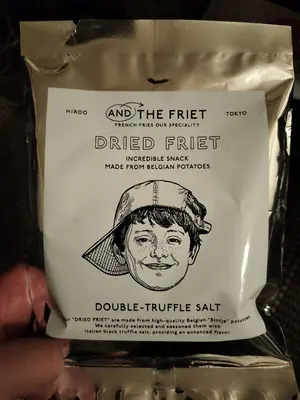 HIROO
AND THE FRIET
TOKYO
FRENCH FRIES OUR SPECIALITY
DRIED FRIET
INCREDIBLE SNACK
MADE FROM BELGIAN POTATOES
DOUBLE-TRUFFLE SALT
"DRIED FRIET" are made from high-quality Belgian "Bintje" potatoes.
We carefully selected and seasoned them with
Italian black truffle salt, providing an enhanced flavor.